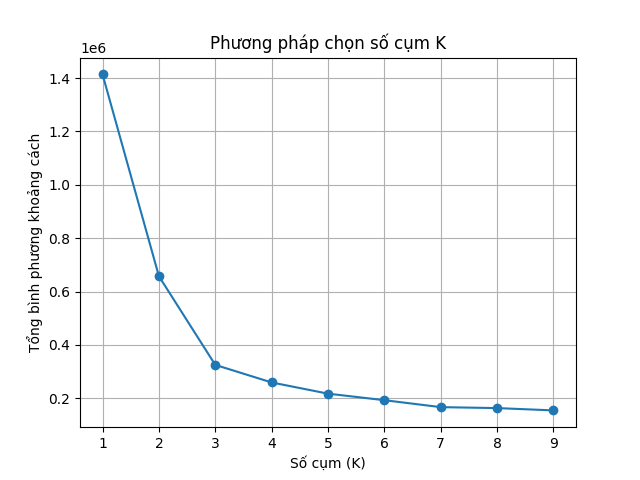 Phương pháp chọn số cụm K
1e6
1.4
1.2
1.0
0.8
0.6
0.4
0.2
Tổng bình phương khoảng cách
1 2 3 4 5 6 7 8 9
Số cụm (K)